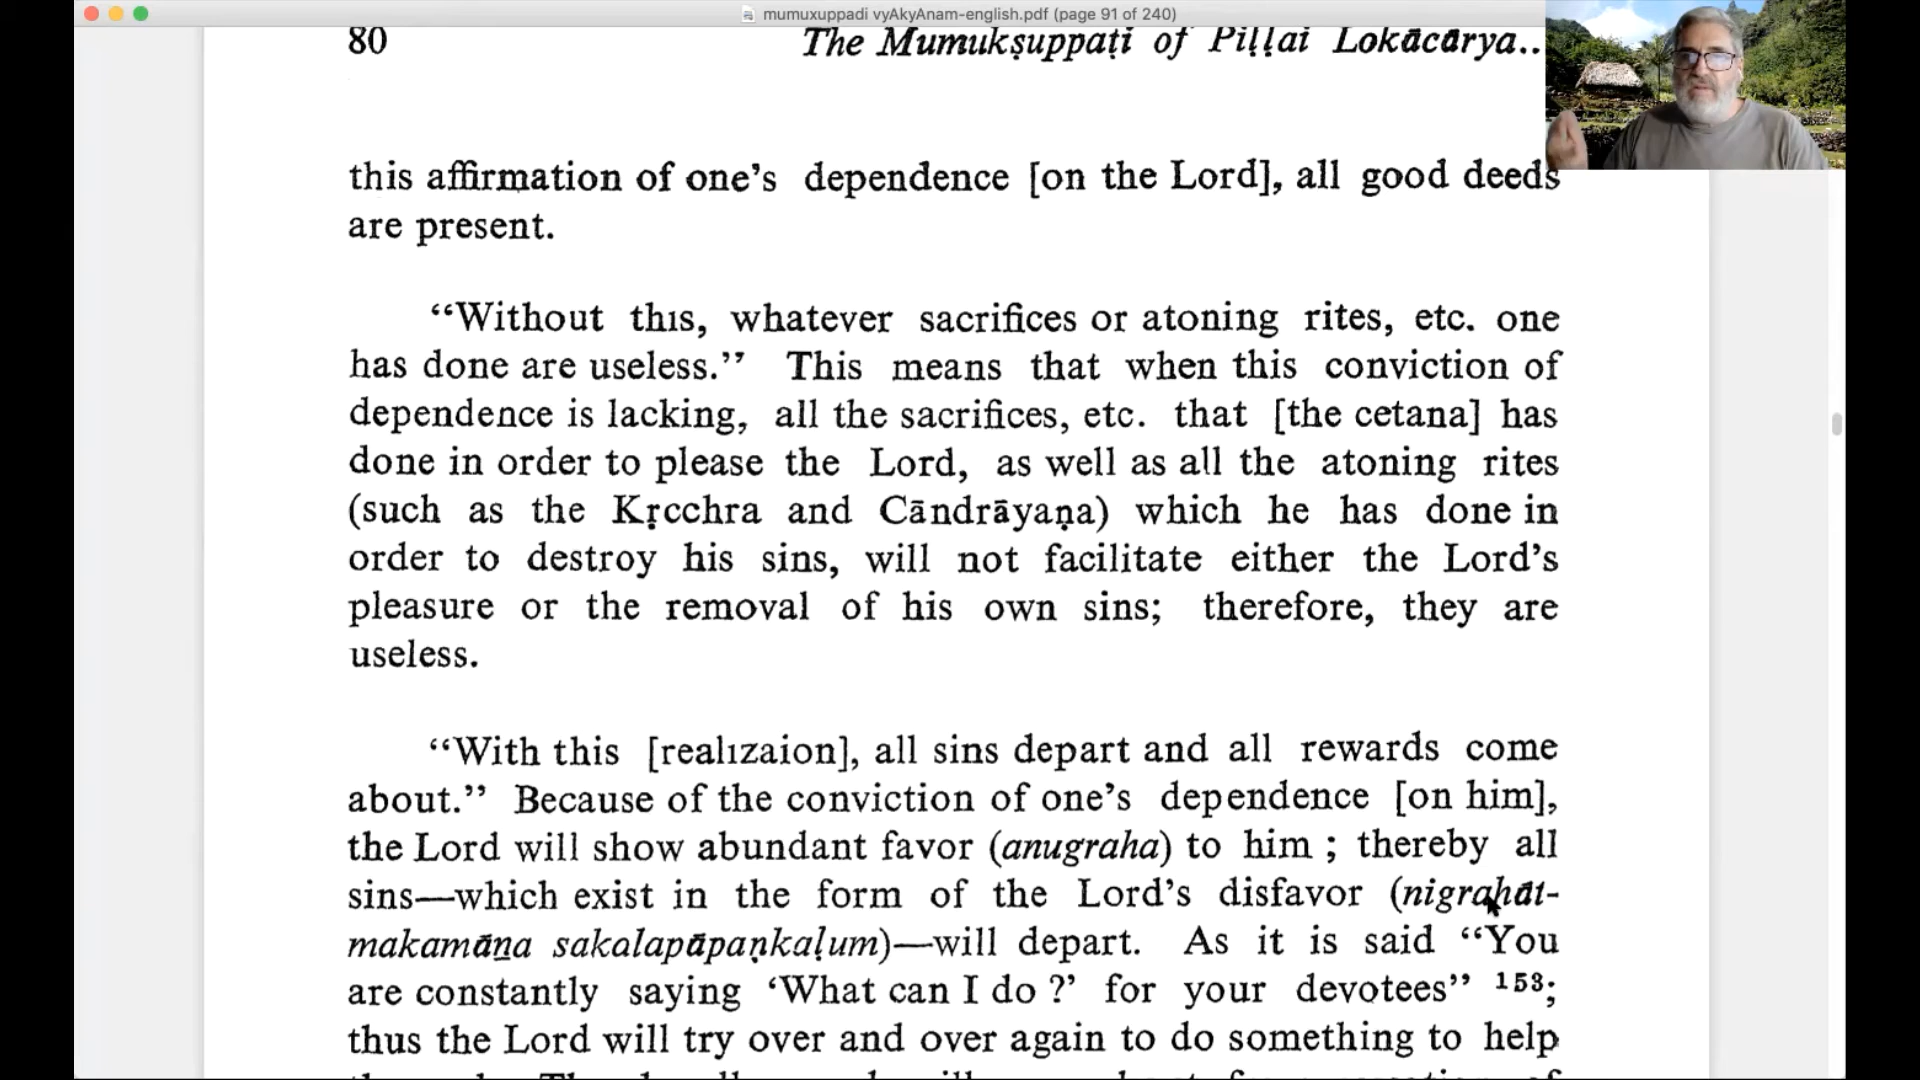 mumuxuppadi vyAkyAnam-english.pdf (page 91 of 240)
80 The Mumukṣuppaṭi of Piḷḷai Lokācārya..
this affirmation of one’s dependence [on the Lord], all good deeds
are present.
“Without thıs, whatever sacrifices or atoning rites, etc. one
has done are useless.” This means that when this conviction of
dependence is lacking, all the sacrifices, etc. that [the cetana] has
done in order to please the Lord, as well as all the atoning rites
(such as the Kṛcchra and Cāndrāyaṇa) which he has done in
order to destroy his sins, will not facilitate either the Lord’s
pleasure or the removal of his own sins; therefore, they are
useless.
“With this [realızaion], all sins depart and all rewards come
about.” Because of the conviction of one’s dependence [on him],
the Lord will show abundant favor (anugraha) to him ; thereby all
sins—which exist in the form of the Lord’s disfavor (nigrahāt-
makamāṉa sakalapāpaṇkaḷum)—will depart. As it is said “You
are constantly saying ‘What can I do ?’ for your devotees” 153;
thus the Lord will try over and over again to do something to help